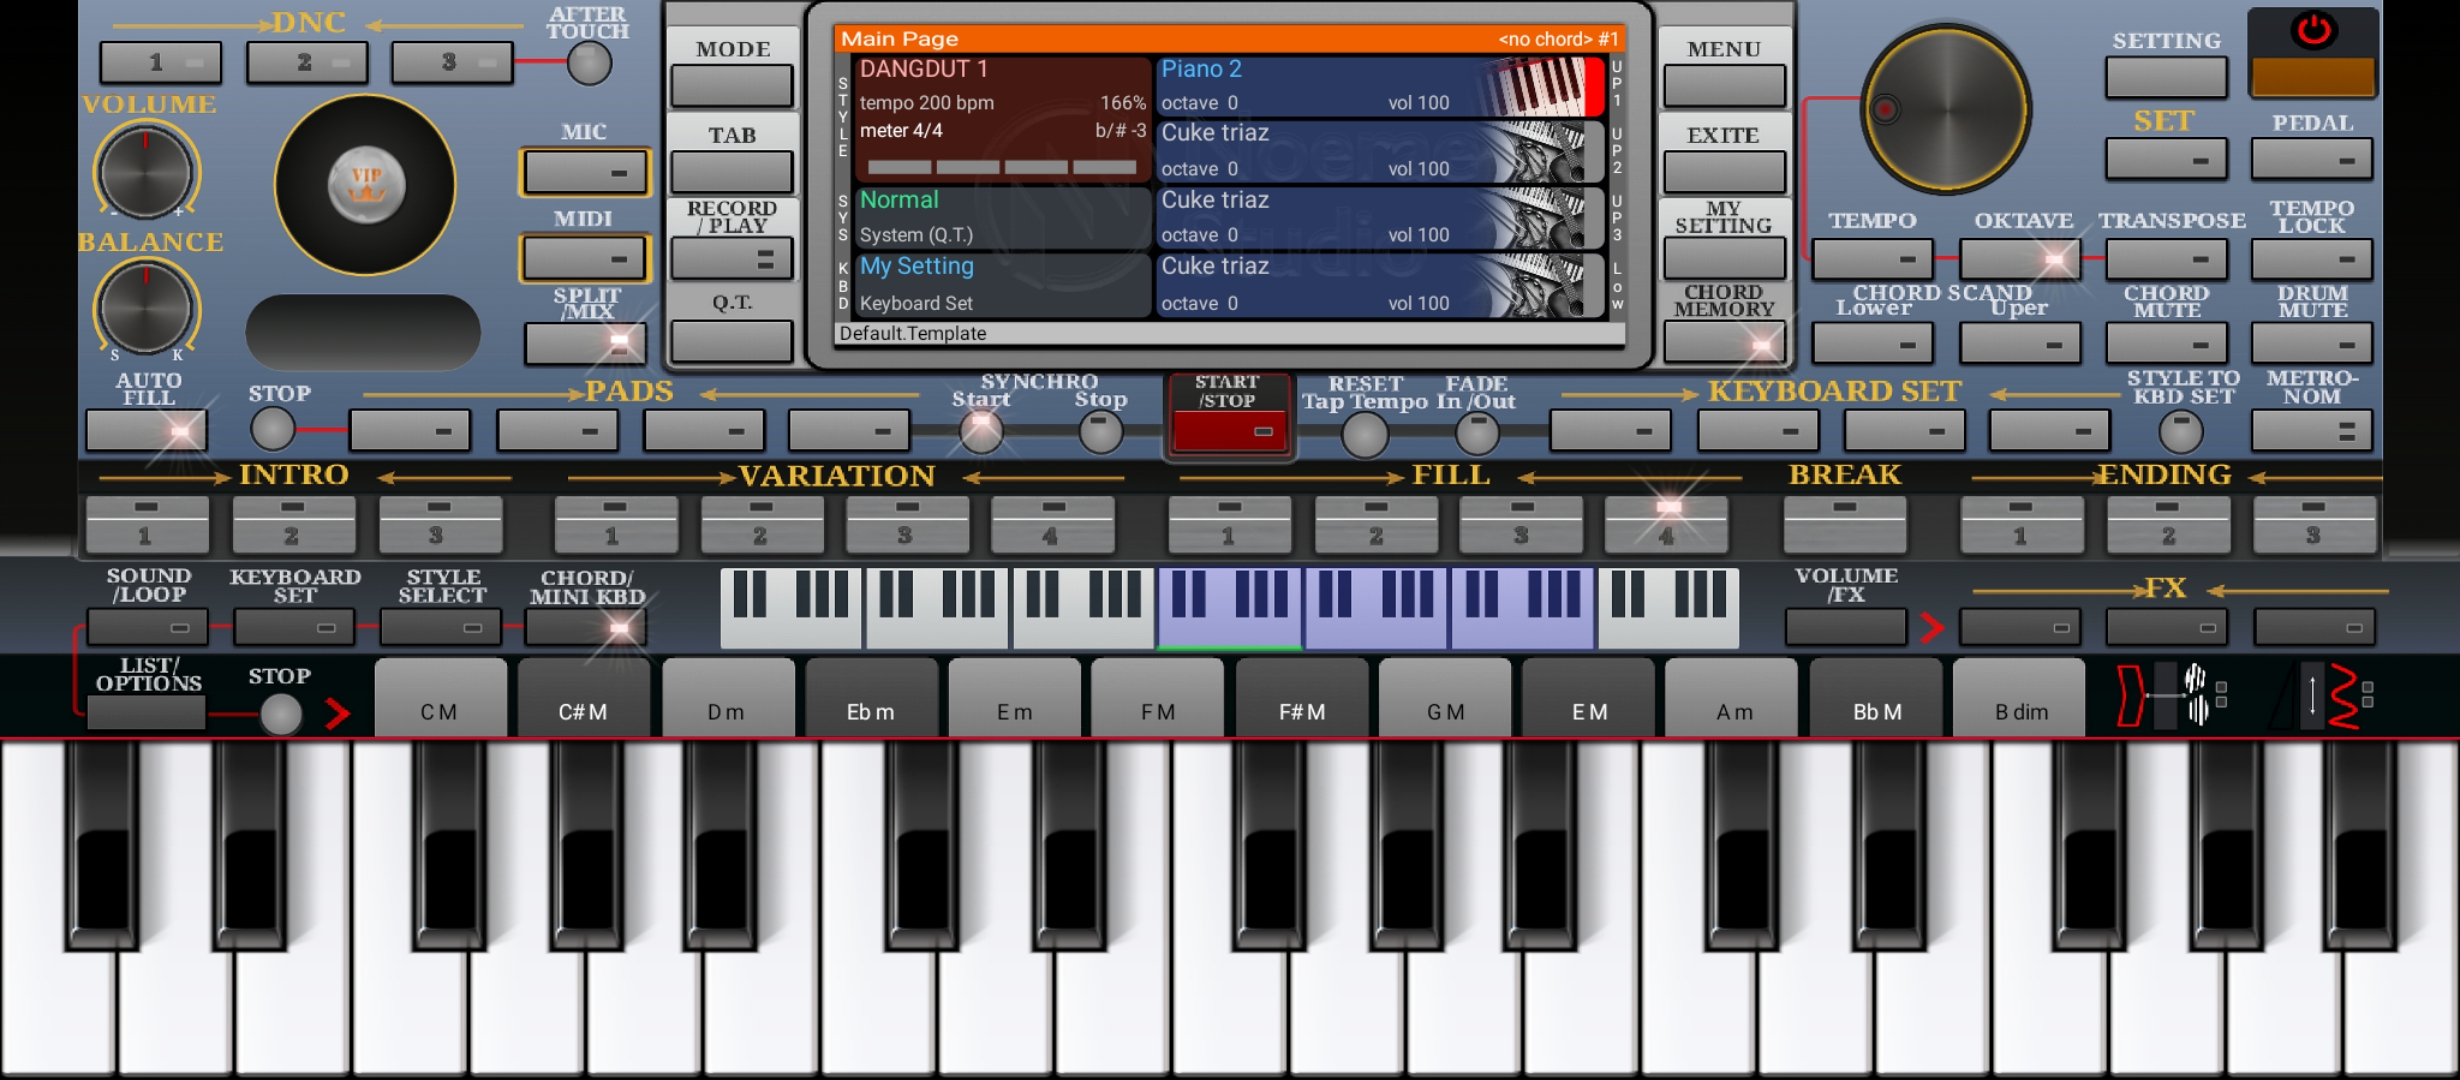 DNC
AFTER
TOUCH
1
2
3
VOLUME
- +
VIP
MIC
MIDI
BALANCE
S K
SPLIT
/MIX
MODE
TAB
RECORD
/ PLAY
Q.T.
Main Page <no chord> #1
STYLE
DANGDUT 1
tempo 200 bpm 166%
meter 4/4 b/# -3
SYS
Normal
System (Q.T.)
KBD
My Setting
Keyboard Set
Piano 2
octave 0 vol 100
UP1
Cuke triaz
octave 0 vol 100
UP2
Cuke triaz
octave 0 vol 100
UP3
Cuke triaz
octave 0 vol 100
Low
Default.Template
MENU
EXITE
MY
SETTING
CHORD
MEMORY
SETTING
SET
PEDAL
TEMPO
OKTAVE
TRANSPOSE
TEMPO
LOCK
CHORD SCAND
Lower
Uper
CHORD
MUTE
DRUM
MUTE
AUTO
FILL
STOP
PADS
SYNCHRO
Start
Stop
START
/STOP
RESET
Tap Tempo
FADE
In /Out
KEYBOARD SET
STYLE TO
KBD SET
METRO-
NOM
INTRO
VARIATION
FILL
BREAK
ENDING
1
2
3
1
2
3
4
1
2
3
4
1
2
3
SOUND
/LOOP
KEYBOARD
SET
STYLE
SELECT
CHORD/
MINI KBD
VOLUME
/FX
FX
LIST/
OPTIONS
STOP
C M
C# M
D m
Eb m
E m
F M
F# M
G M
E M
A m
Bb M
B dim